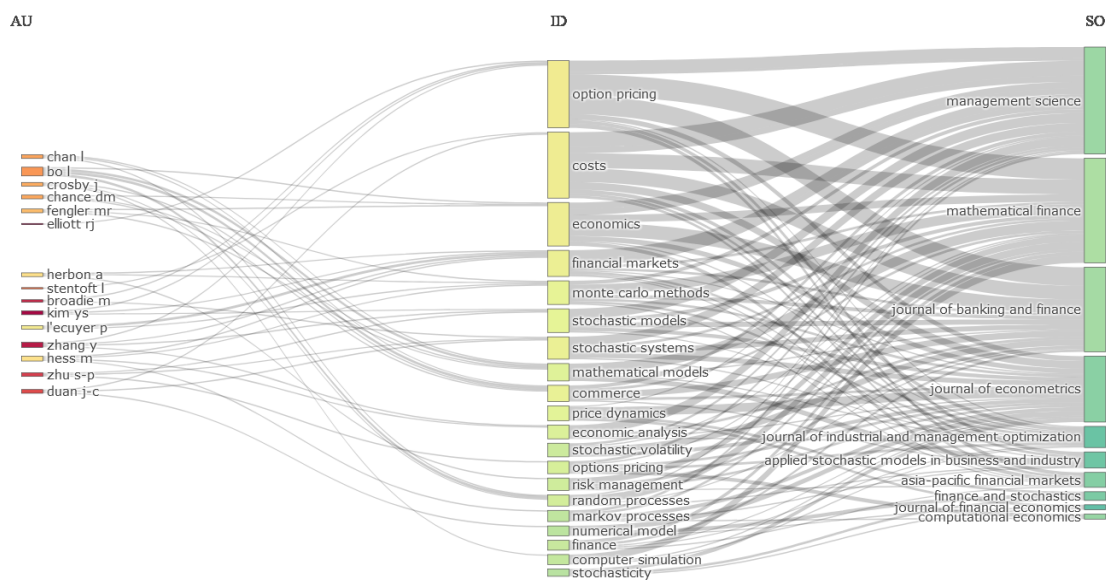 AU
ID
SO
chan l
bo l
crosby j
chance dm
fengler mr
elliott rj
herbon a
stentoft l
broadie m
kim ys
l'ecuyer p
zhang y
hess m
zhu s-p
duan j-c
option pricing
costs
economics
financial markets
monte carlo methods
stochastic models
stochastic systems
mathematical models
commerce
price dynamics
economic analysis
stochastic volatility
options pricing
risk management
random processes
markov processes
numerical model
finance
computer simulation
stochasticity
management science
mathematical finance
journal of banking and finance
journal of econometrics
journal of industrial and management optimization
applied stochastic models in business and industry
asia-pacific financial markets
finance and stochastics
journal of financial economics
computational economics